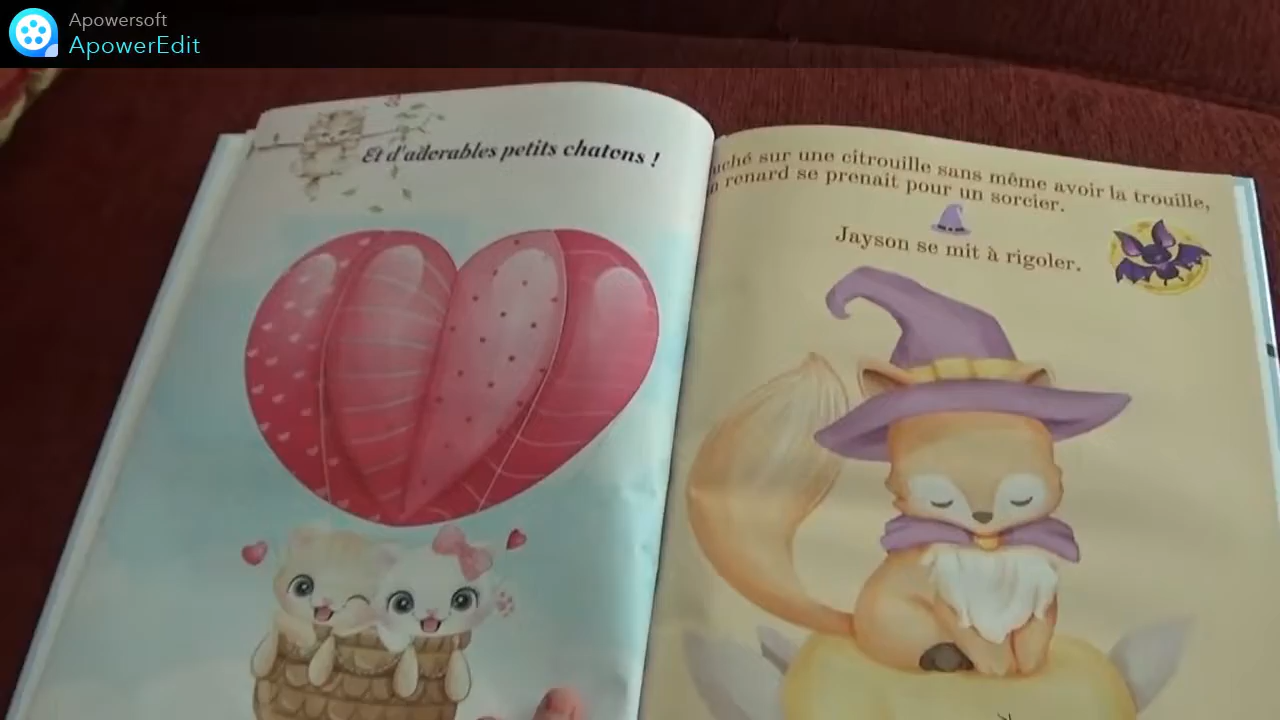 Apowersoft
ApowerEdit
Et d'adorables petits chatons !
sur une citrouille sans même avoir la trouille,
renard se prenait pour un sorcier.
Jayson se mit à rigoler.